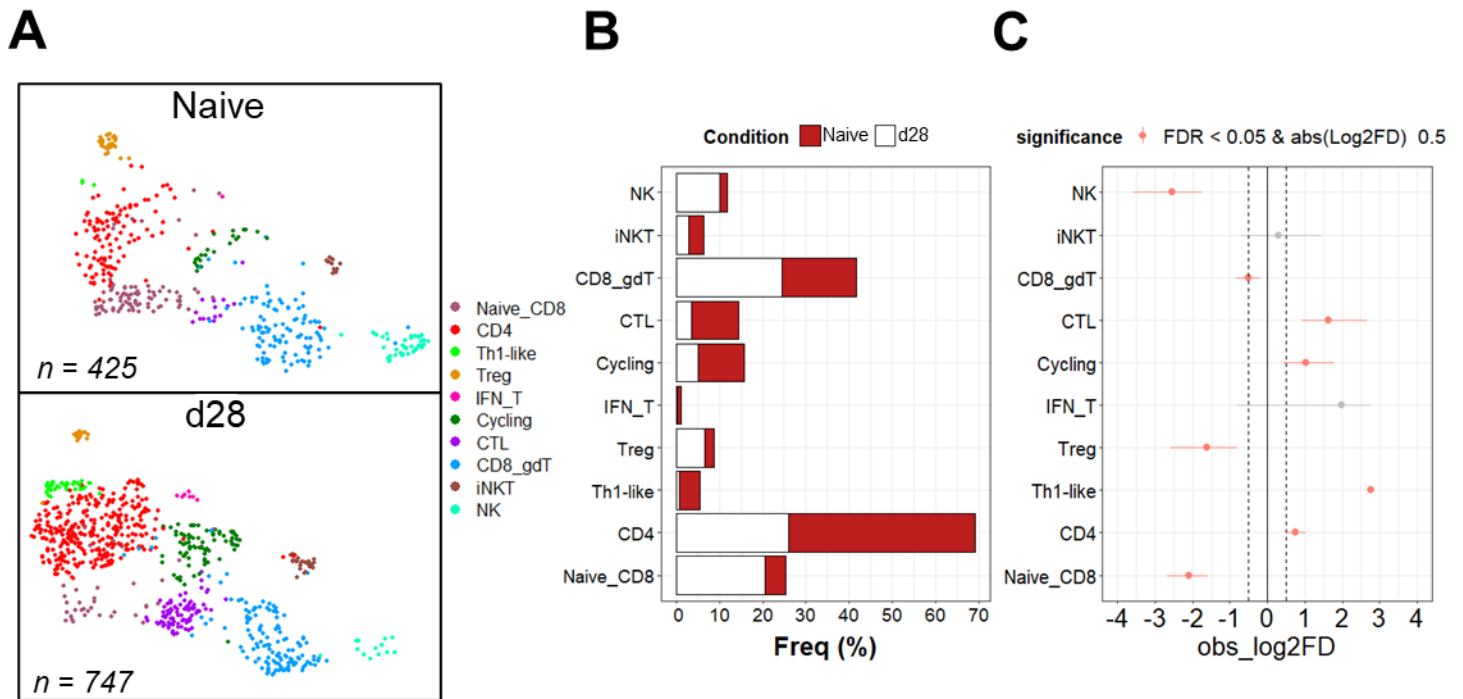 A
Naive
n = 425
d28
n = 747
Naive_CD8
CD4
Th1-like
Treg
IFN_T
Cycling
CTL
CD8_gdT
iNKT
NK
B
Condition Naive d28
NK
iNKT
CD8_gdT
CTL
Cycling
IFN_T
Treg
Th1-like
CD4
Naive_CD8
0 10 20 30 40 50 60 70
Freq (%)
C
significance FDR < 0.05 & abs(Log2FD) 0.5
NK
iNKT
CD8_gdT
CTL
Cycling
IFN_T
Treg
Th1-like
CD4
Naive_CD8
-4 -3 -2 -1 0 1 2 3 4
obs_log2FD